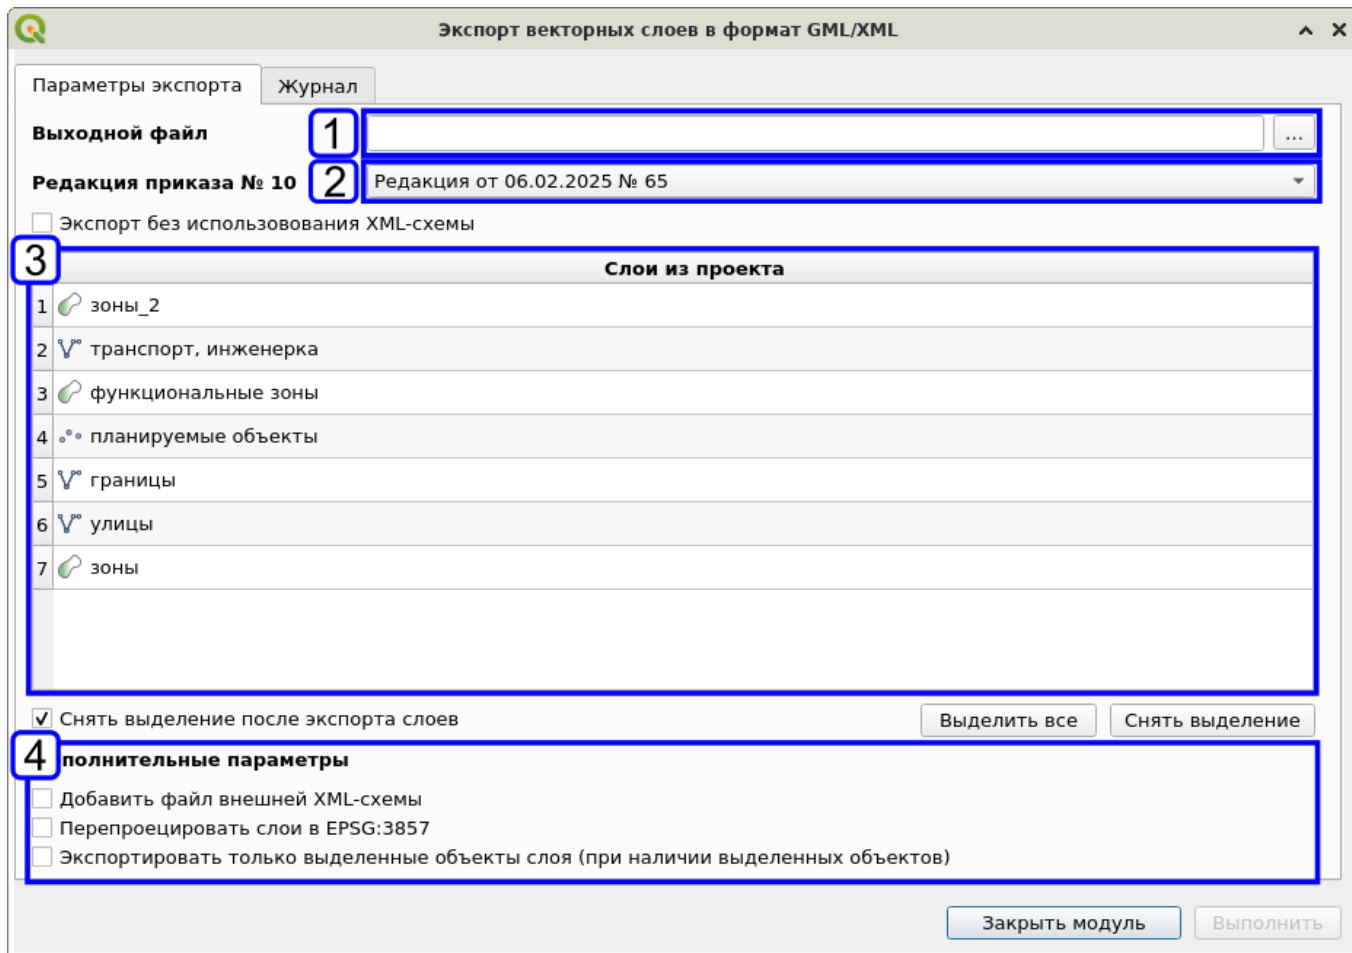 Экспорт векторных слоев в формат GML/XML
Параметры экспорта
Журнал
Выходной файл
1
...
Редакция приказа № 10
2
Редакция от 06.02.2025 № 65
Экспорт без использовования XML-схемы
3
Слои из проекта
1 зоны_2
2 транспорт, инженерка
3 функциональные зоны
4 планируемые объекты
5 границы
6 улицы
7 зоны
Снять выделение после экспорта слоев
Выделить все
Снять выделение
4
полнительные параметры
Добавить файл внешней XML-схемы
Перепроецировать слои в EPSG:3857
Экспортировать только выделенные объекты слоя (при наличии выделенных объектов)
Закрыть модуль
Выполнить